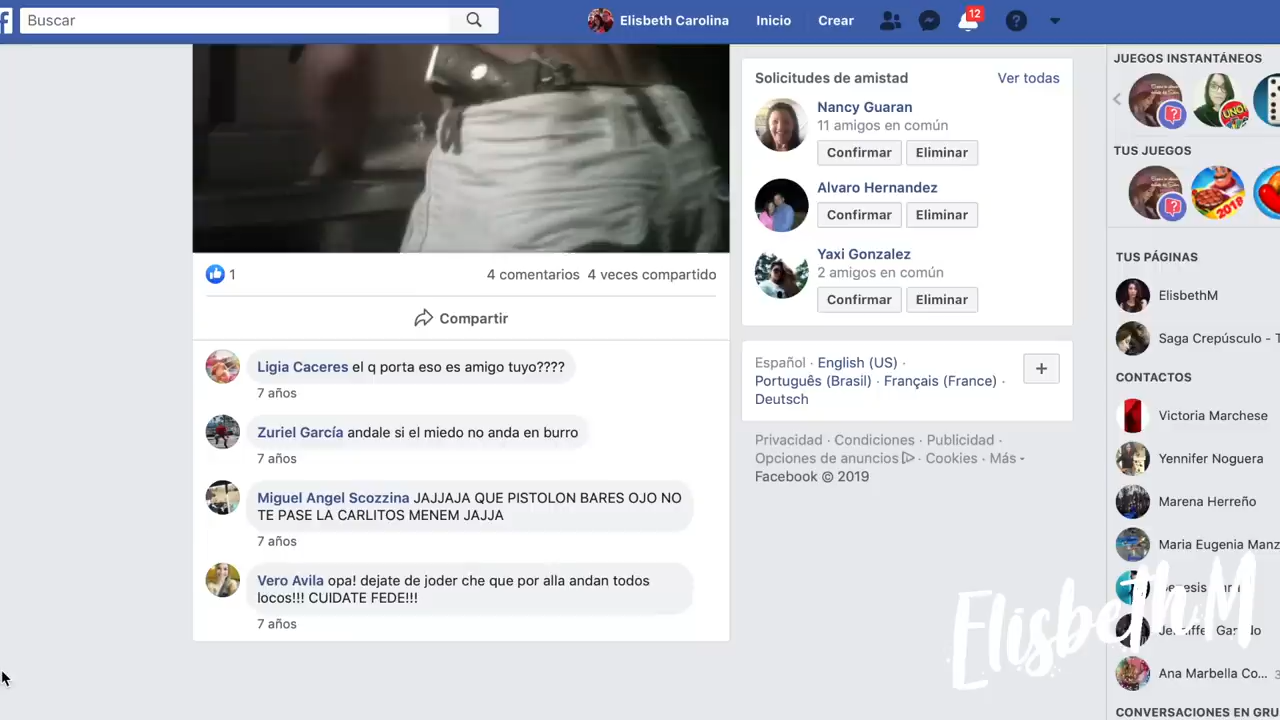 f
Buscar
Elisbeth Carolina
Inicio
Crear
12
?
Solicitudes de amistad
Ver todas
Nancy Guaran
11 amigos en común
Confirmar
Eliminar
Alvaro Hernandez
Confirmar
Eliminar
Yaxi Gonzalez
2 amigos en común
Confirmar
Eliminar
1
4 comentarios
4 veces compartido
Compartir
Ligia Caceres el q porta eso es amigo tuyo????
7 años
Zuriel García andale si el miedo no anda en burro
7 años
Miguel Angel Scozzina JAJJAJA QUE PISTOLON BARES OJO NO
TE PASE LA CARLITOS MENEM JAJJA
7 años
Vero Avila opa! dejate de joder che que por alla andan todos
locos!!! CUIDATE FEDE!!!
7 años
Español · English (US) ·
Português (Brasil) · Français (France) ·
Deutsch
+
Privacidad · Condiciones · Publicidad ·
Opciones de anuncios · Cookies · Más
Facebook © 2019
JUEGOS INSTANTÁNEOS
UNO
TUS JUEGOS
2018
TUS PÁGINAS
ElisbethM
Saga Crepúsculo - T
CONTACTOS
Victoria Marchese
Yennifer Noguera
Marena Herreño
Maria Eugenia Manz
Ana Marbella Co...
CONVERSACIONES EN GRU
ElisbethM